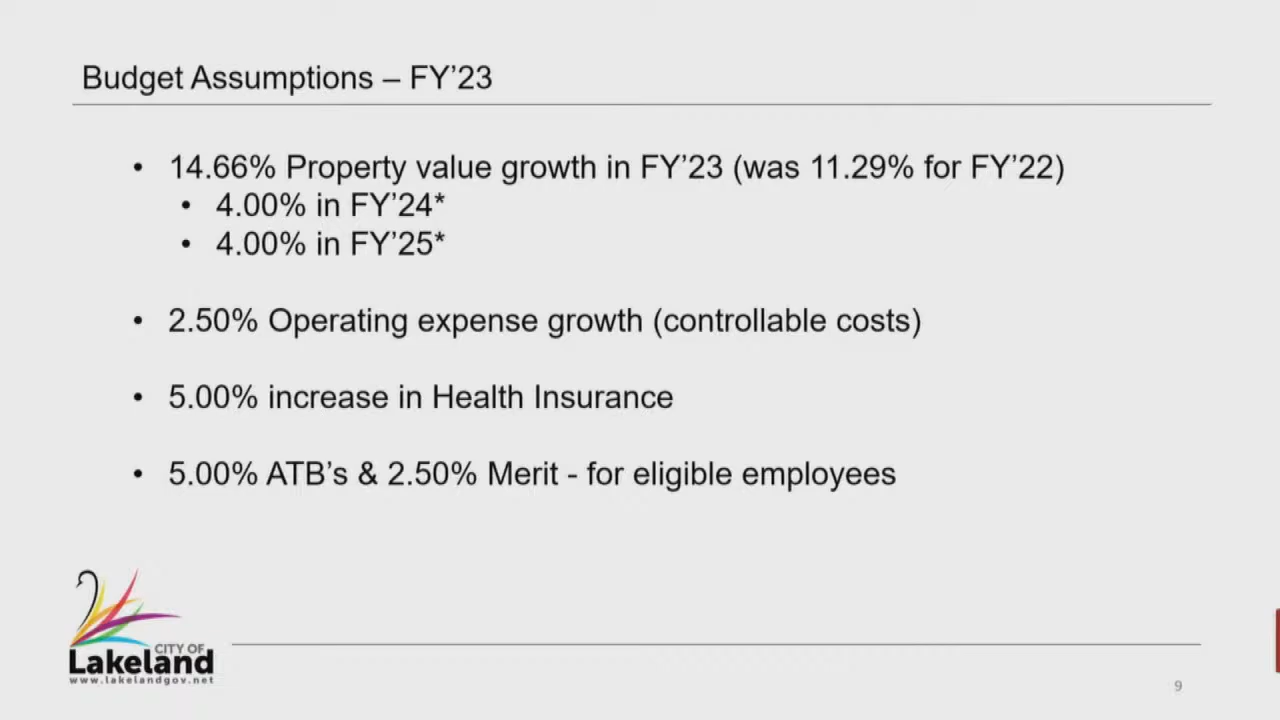 Budget Assumptions – FY’23
• 14.66% Property value growth in FY’23 (was 11.29% for FY’22)
• 4.00% in FY’24*
• 4.00% in FY’25*
• 2.50% Operating expense growth (controllable costs)
• 5.00% increase in Health Insurance
• 5.00% ATB’s & 2.50% Merit - for eligible employees
CITY OF
Lakeland
www.lakelandgov.net
9